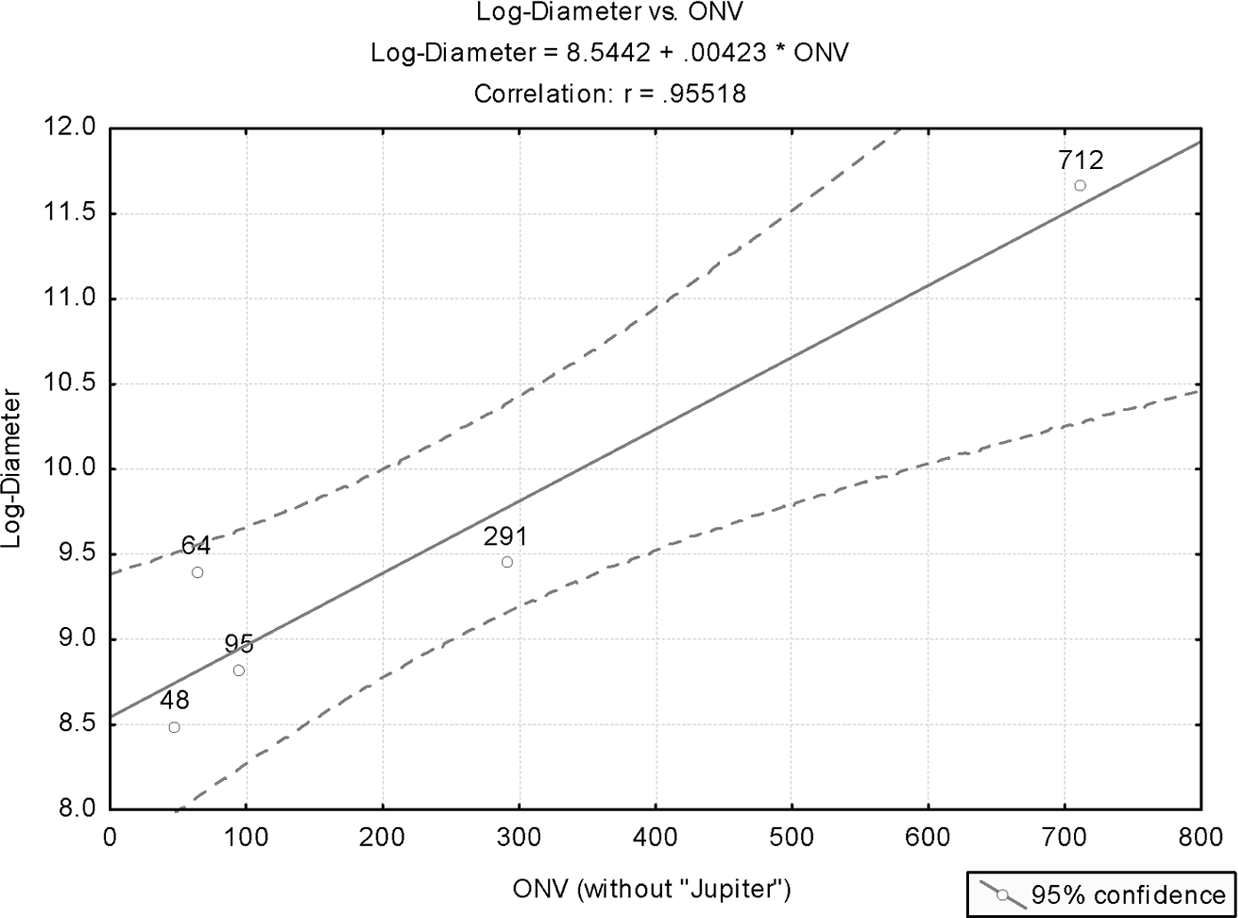 Log-Diameter vs. ONV
Log-Diameter = 8.5442 + .00423 * ONV
Correlation: r = .95518
12.0
712
11.5
11.0
10.5
10.0
9.5
64
291
9.0
95
8.5
48
8.0
Log-Diameter
0 100 200 300 400 500 600 700 800
ONV (without "Jupiter")
95% confidence